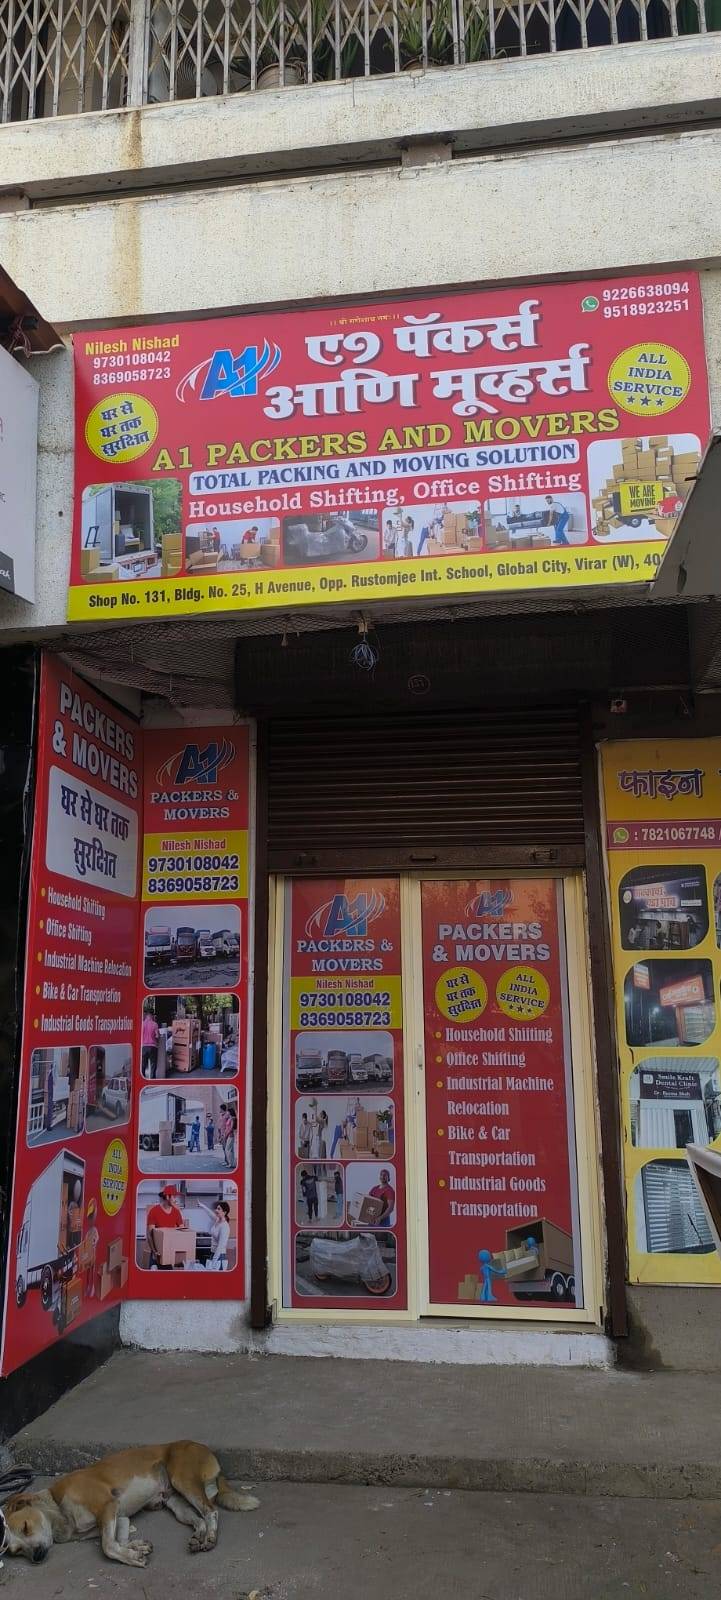 ।। श्री गणेशाय नमः ।।
Nilesh Nishad
9730108042
8369058723
9226638094
9518923251
A1
ए१ पॅकर्स
आणि मूव्हर्स
घर से
घर तक
सुरक्षित
ALL
INDIA
SERVICE
A1 PACKERS AND MOVERS
TOTAL PACKING AND MOVING SOLUTION
Household Shifting, Office Shifting
WE ARE
MOVING
Shop No. 131, Bldg. No. 25, H Avenue, Opp. Rustomjee Int. School, Global City, Virar (W), 40
PACKERS
& MOVERS
घर से घर तक
सुरक्षित
• Household Shifting
• Office Shifting
• Industrial Machine Relocation
• Bike & Car Transportation
• Industrial Goods Transportation
ALL
INDIA
SERVICE
A1
PACKERS &
MOVERS
Nilesh Nishad
9730108042
8369058723
A1
PACKERS &
MOVERS
Nilesh Nishad
9730108042
8369058723
A1
PACKERS
& MOVERS
घर से
घर तक
सुरक्षित
ALL
INDIA
SERVICE
• Household Shifting
• Office Shifting
• Industrial Machine
Relocation
• Bike & Car
Transportation
• Industrial Goods
Transportation
फाइन
: 7821067748 /
Smile Kraft
Dental Clinic